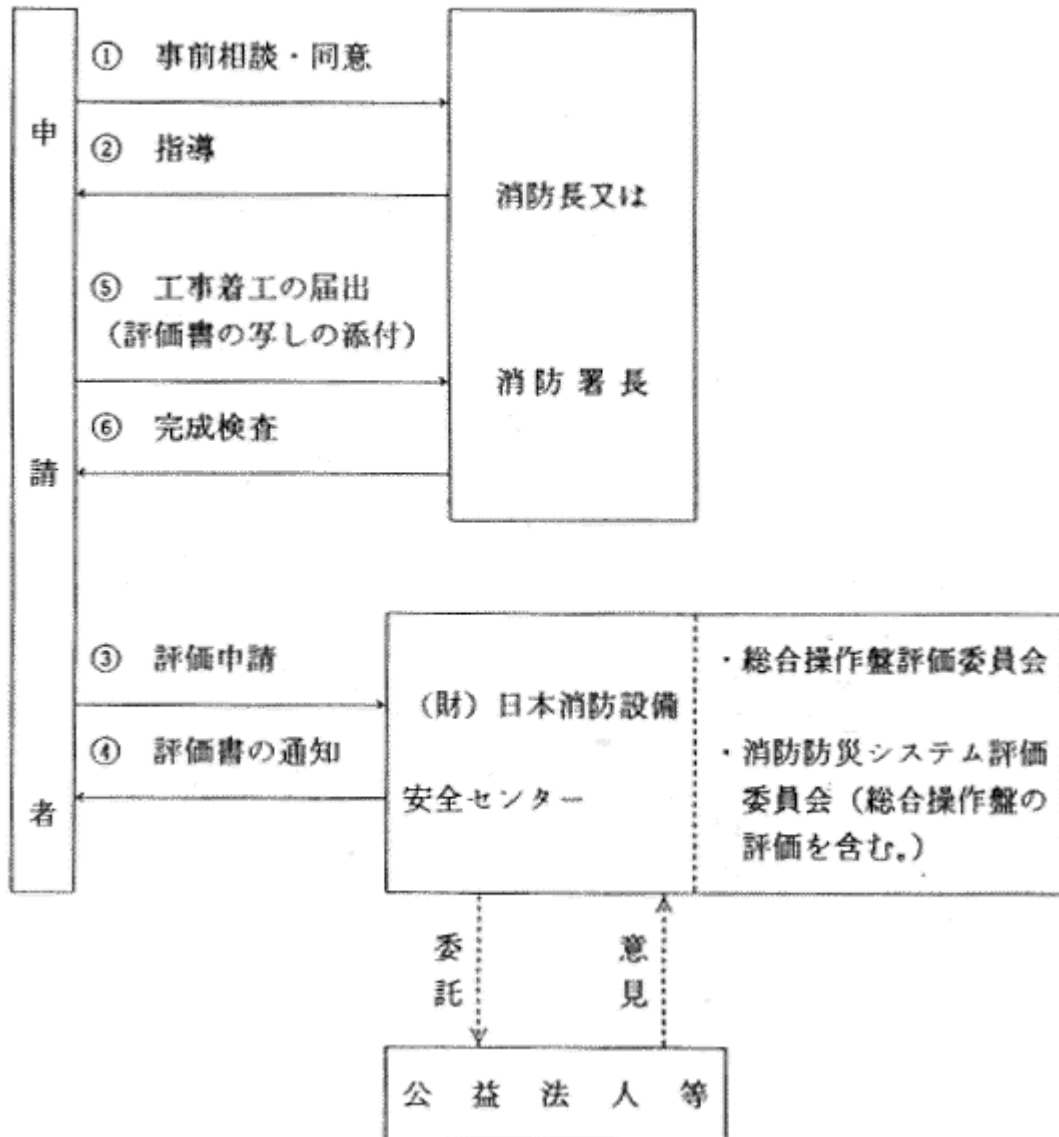 申請者
① 事前相談・同意
② 指導
消防長又は
⑤ 工事着工の届出
（評価書の写しの添付）
消防署長
⑥ 完成検査
③ 評価申請
④ 評価書の通知
（財）日本消防設備
安全センター
・総合操作盤評価委員会
・消防防災システム評価
委員会（総合操作盤の
評価を含む。）
委託
意見
公益法人等